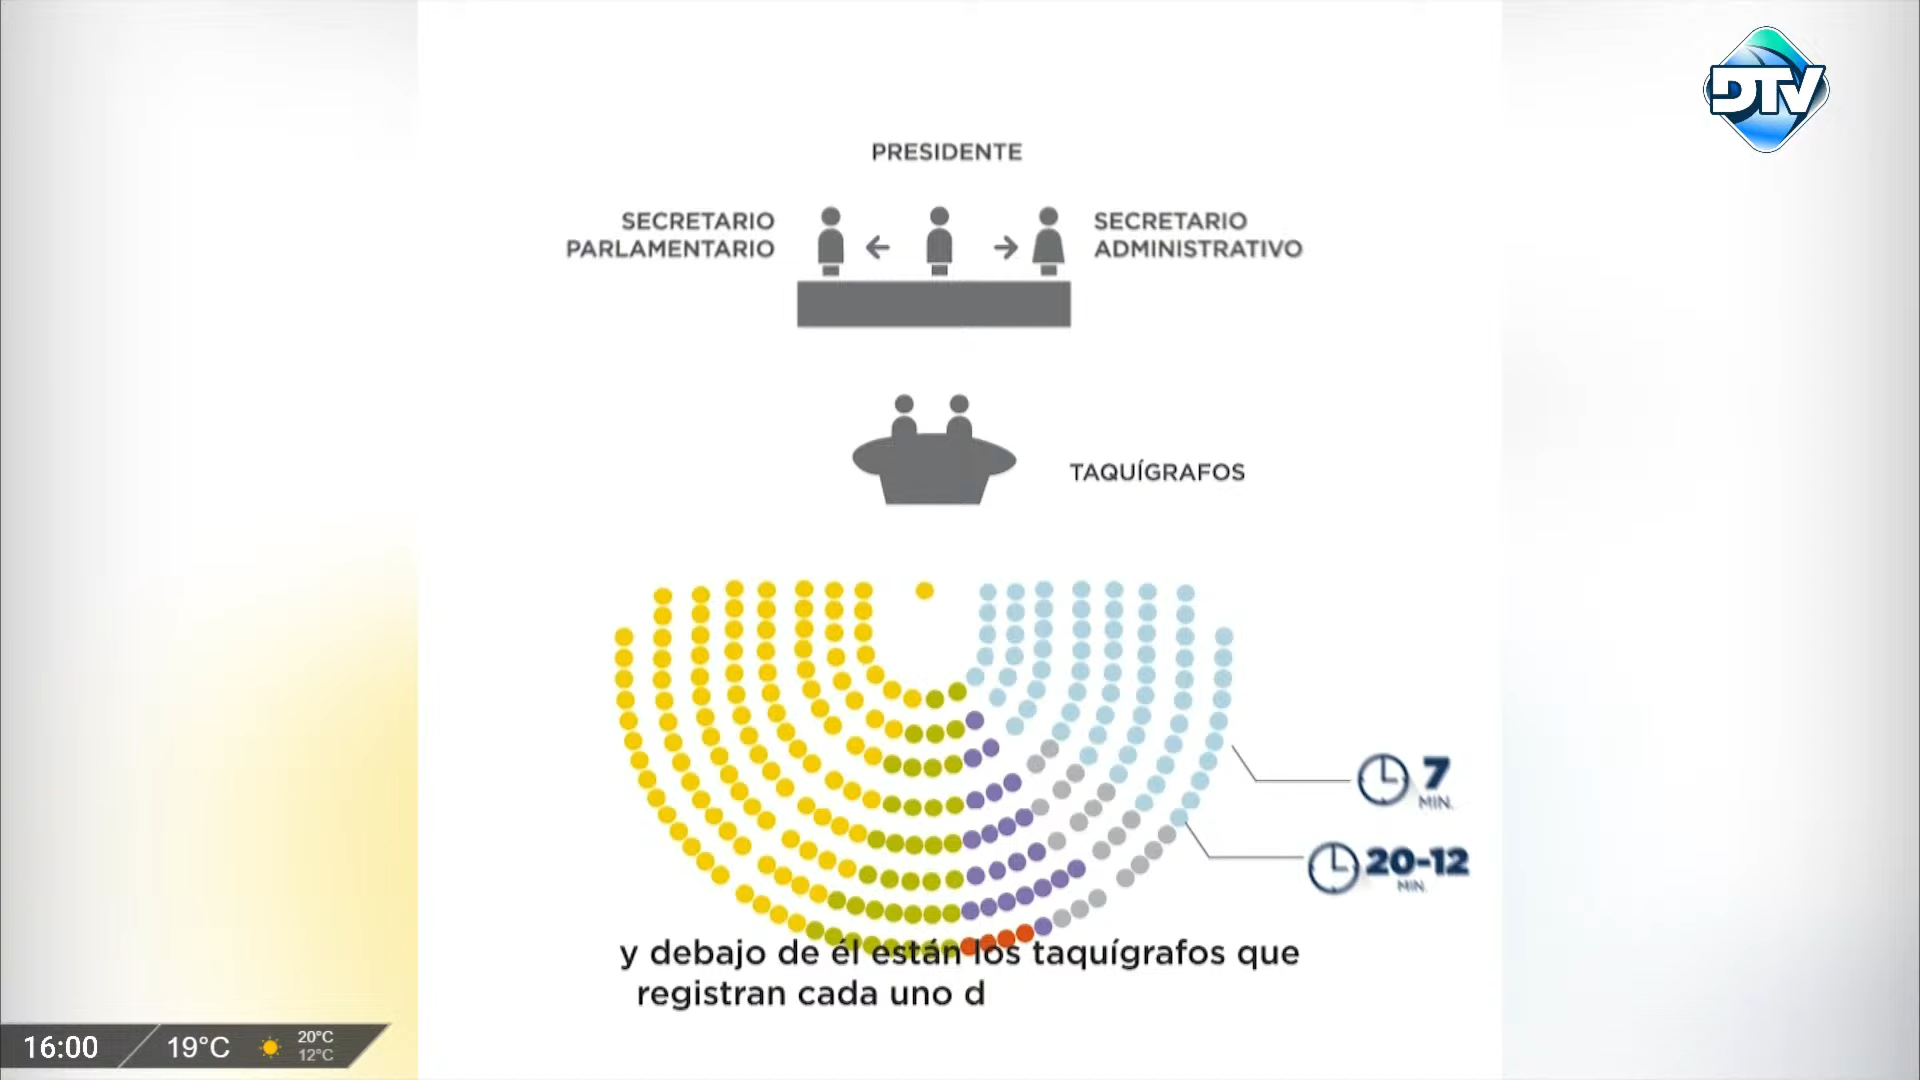 DTV
PRESIDENTE
SECRETARIO
PARLAMENTARIO
SECRETARIO
ADMINISTRATIVO
TAQUÍGRAFOS
7
MIN.
20-12
MIN.
y debajo de él están los taquígrafos que
registran cada uno d
16:00
19°C
20°C
12°C